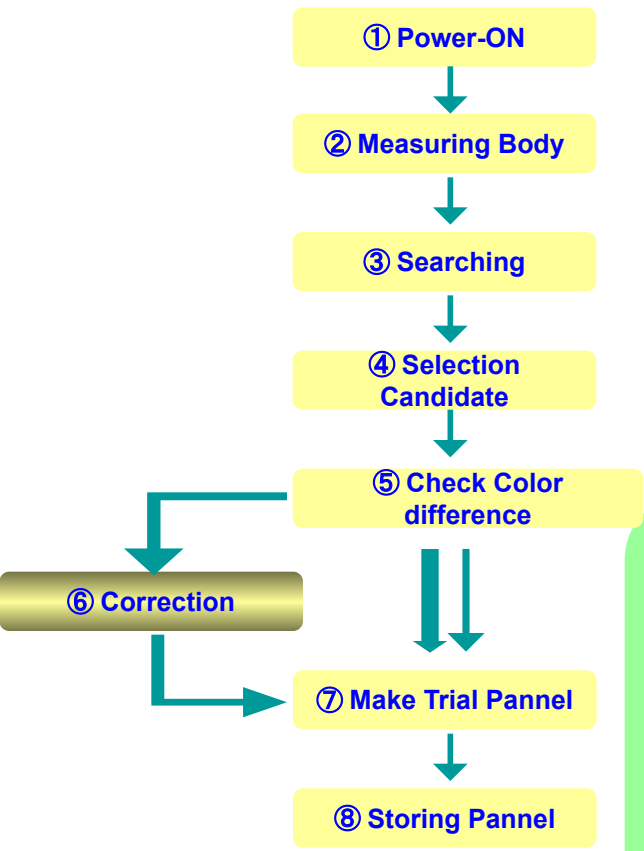 ① Power-ON
② Measuring Body
③ Searching
④ Selection
Candidate
⑤ Check Color
difference
⑥ Correction
⑦ Make Trial Pannel
⑧ Storing Pannel